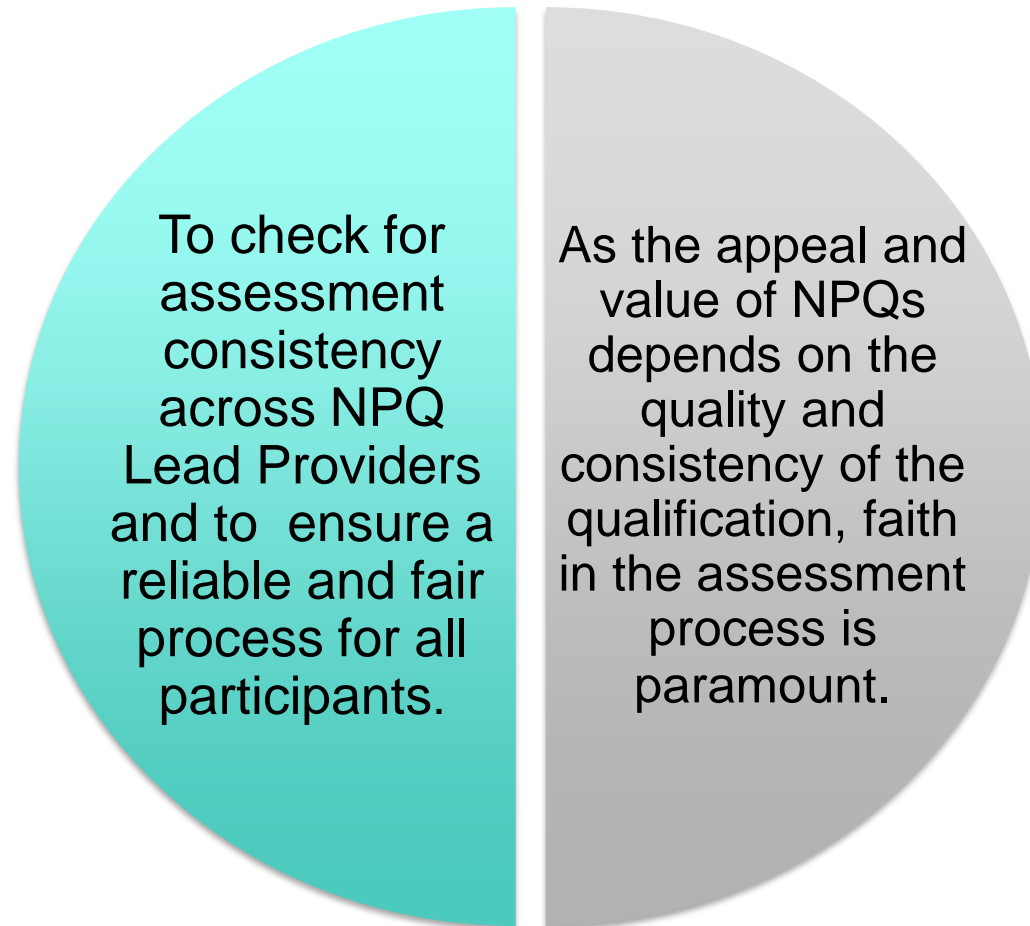 To check for
assessment
consistency
across NPQ
Lead Providers
and to  ensure a
reliable and fair
process for all
participants.
As the appeal and
value of NPQs
depends on the
quality and
consistency of the
qualification, faith
in the assessment
process is
paramount.